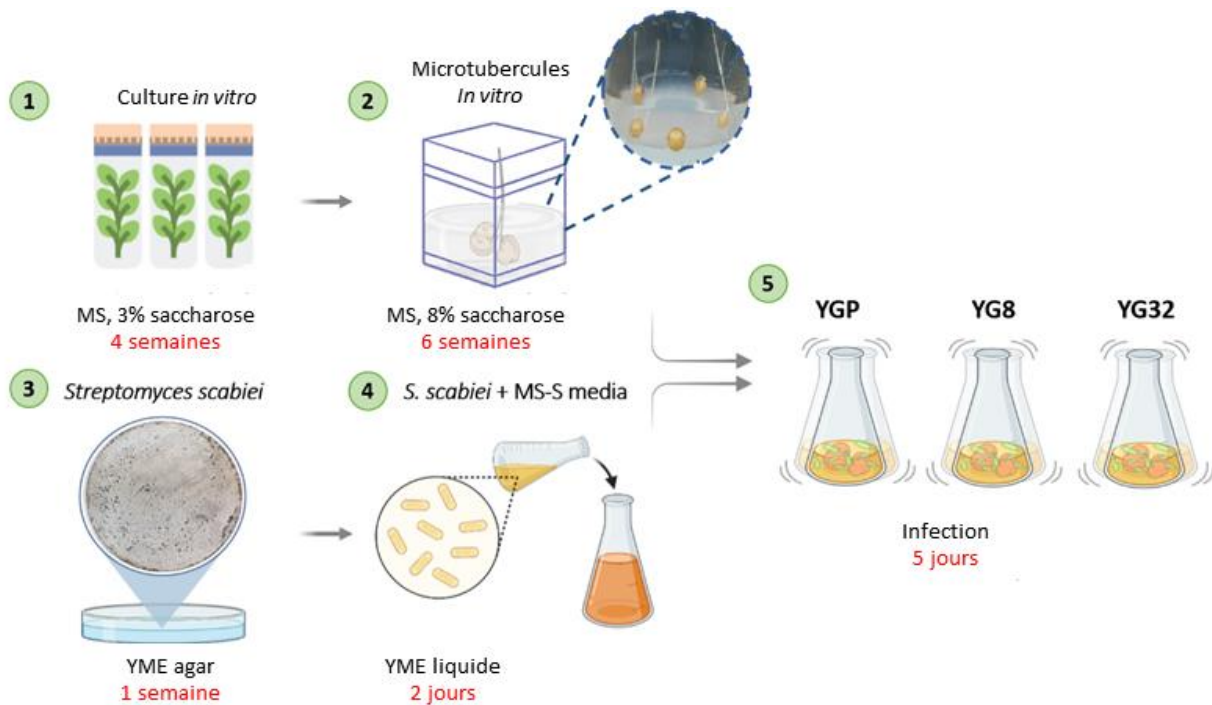 1
Culture in vitro
MS, 3% saccharose
4 semaines
2
Microtubercules
In vitro
MS, 8% saccharose
6 semaines
3
Streptomyces scabiei
YME agar
1 semaine
4
S. scabiei + MS-S media
YME liquide
2 jours
5
YGP
YG8
YG32
Infection
5 jours